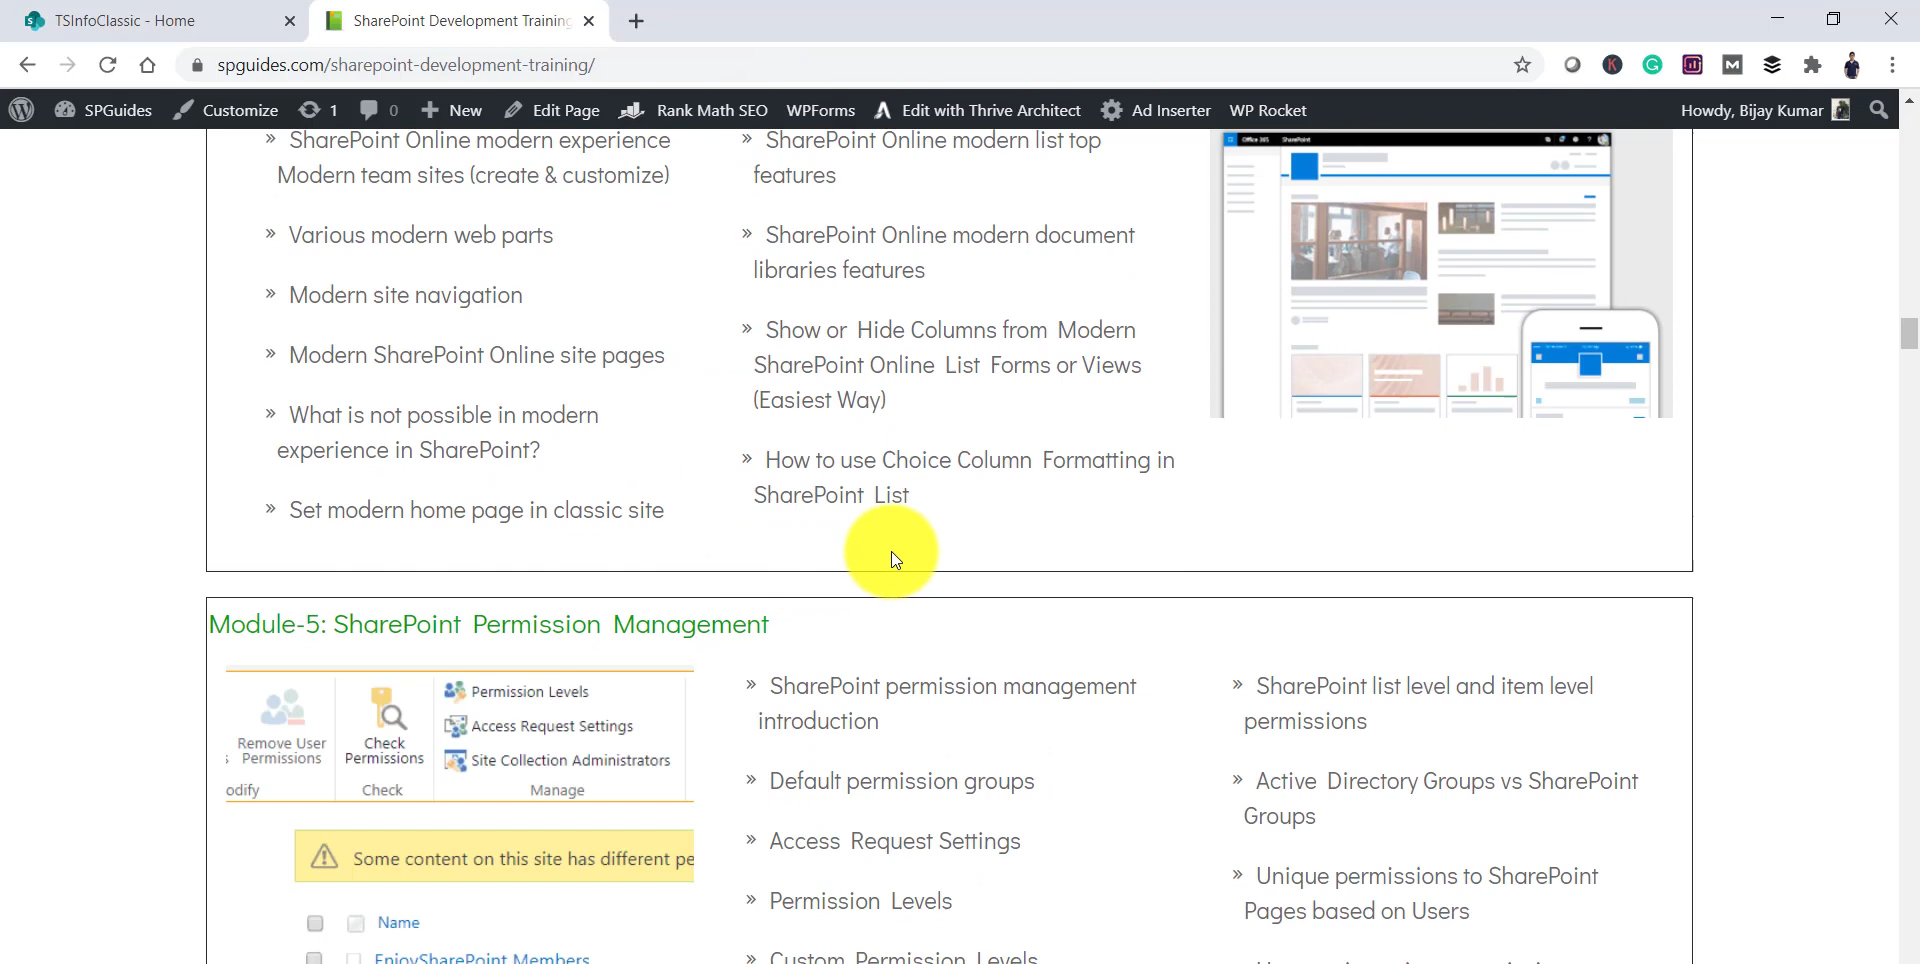 TSInfoClassic - Home
SharePoint Development Training
spguides.com/sharepoint-development-training/
SPGuides Customize 1 0 New Edit Page Rank Math SEO WPForms Edit with Thrive Architect Ad Inserter WP Rocket Howdy, Bijay Kumar
» SharePoint Online modern experience
Modern team sites (create & customize)
» Various modern web parts
» Modern site navigation
» Modern SharePoint Online site pages
» What is not possible in modern
experience in SharePoint?
» Set modern home page in classic site
» SharePoint Online modern list top
features
» SharePoint Online modern document
libraries features
» Show or Hide Columns from Modern
SharePoint Online List Forms or Views
(Easiest Way)
» How to use Choice Column Formatting in
SharePoint List
Office 365 SharePoint
Module-5: SharePoint Permission Management
Remove User
Permissions
Check
Permissions
Permission Levels
Access Request Settings
Site Collection Administrators
odify
Check
Manage
Some content on this site has different pe
Name
EnjoySharePoint Members
» SharePoint permission management
introduction
» Default permission groups
» Access Request Settings
» Permission Levels
» Custom Permission Levels
» SharePoint list level and item level
permissions
» Active Directory Groups vs SharePoint
Groups
» Unique permissions to SharePoint
Pages based on Users